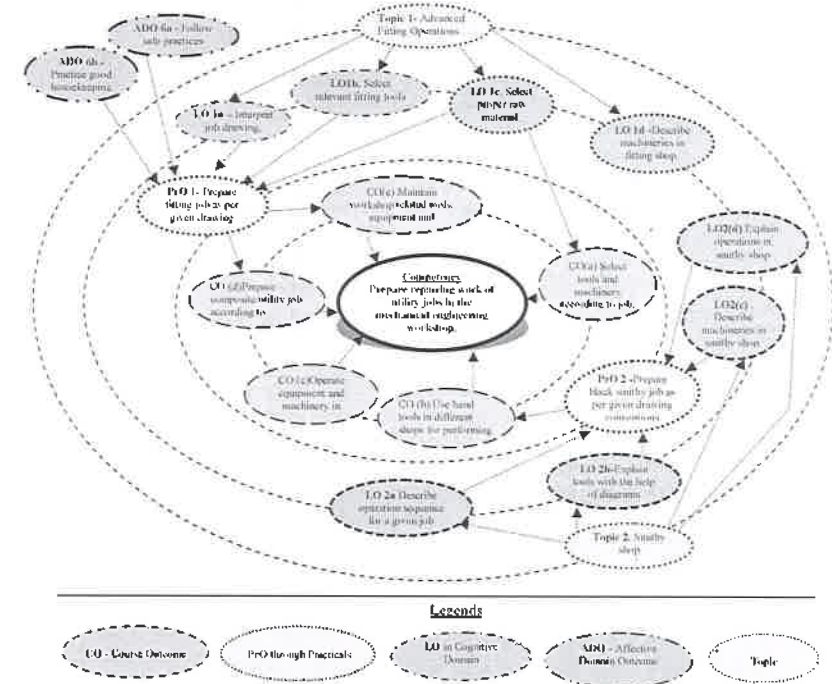 Topic 1- Advanced
Fitting Operations
ADO 6a - Follow
safe practices
ADO 6b -
Practice good
housekeeping
LO1b. Select
relevant fitting tools
LO 1c. Select
proper raw
material
LO 1a - Interpret
job drawing.
LO 1d -Describe
machineries in
fitting shop.
PrO 1- Prepare
fitting job as per
given drawing
CO(e) Maintain
workshop related tools,
equipment and
LO2(d) Explain
operations in
smithy shop
CO (d)Prepare
composite utility job
according to
Competency
Prepare repairing work of
utility jobs in the
mechanical engineering
workshop.
CO(a) Select
tools and
machinery
according to job.
LO2(c) -
Describe
machineries in
smithy shop
CO (c)Operate
equipment and
machinery in
CO (b) Use hand
tools in different
shops for performing
PrO 2 -Prepare
black smithy job as
per given drawing
LO 2a Describe
operation sequence
for a given job
LO 2b-Explain
tools with the help
of diagrams
Topic 2. Smithy
shop
Legends
CO - Course Outcome
PrO through Practicals
LO in Cognitive
Domain
ADO - Affective
Domain Outcome
Topic